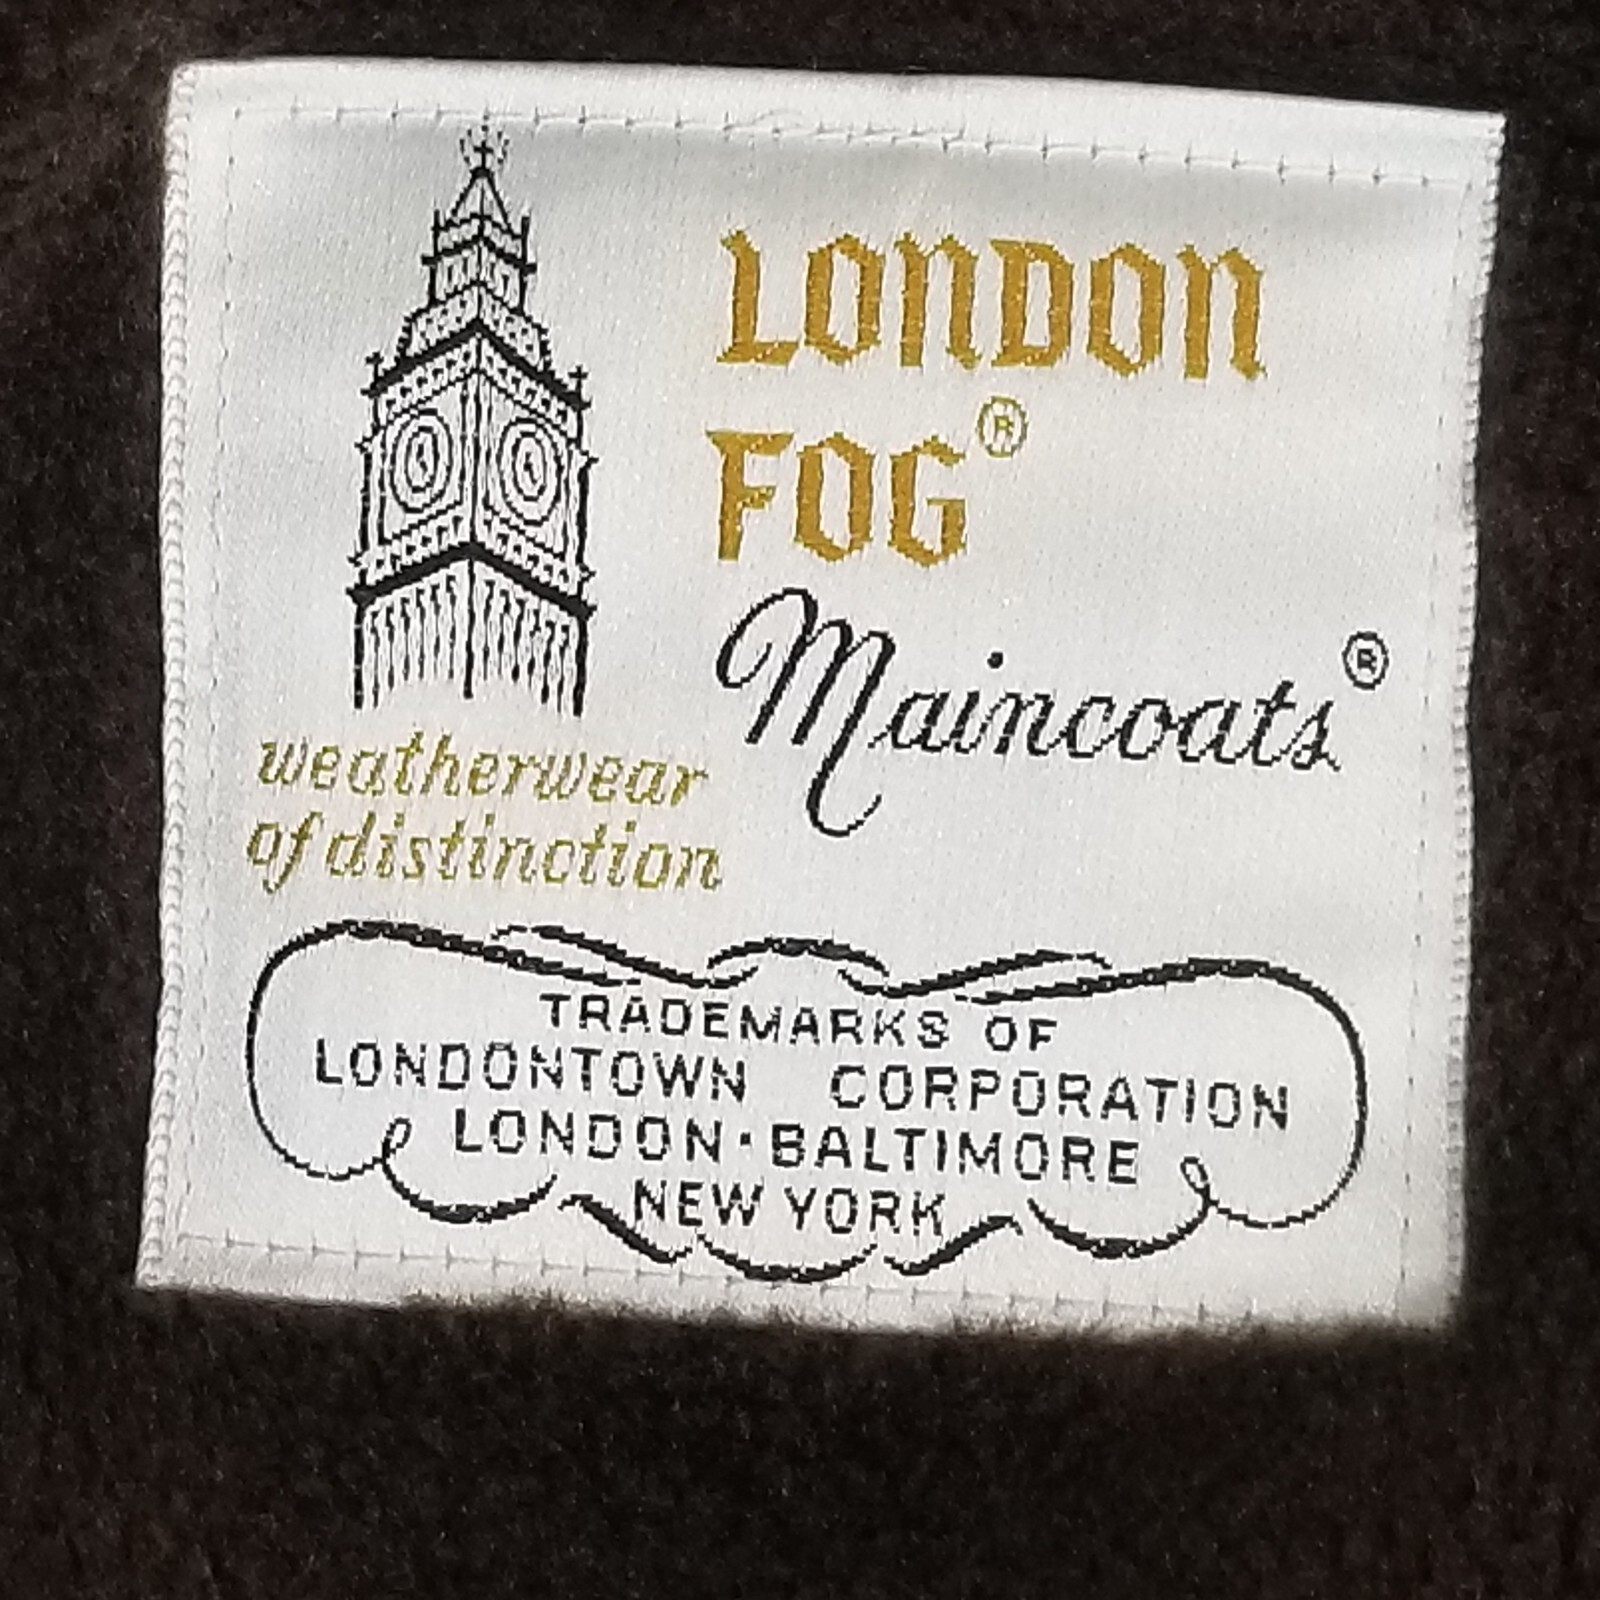 LONDON
FOG®
Maincoats®
weatherwear
of distinction
TRADEMARKS OF
LONDONTOWN CORPORATION
LONDON·BALTIMORE
NEW YORK